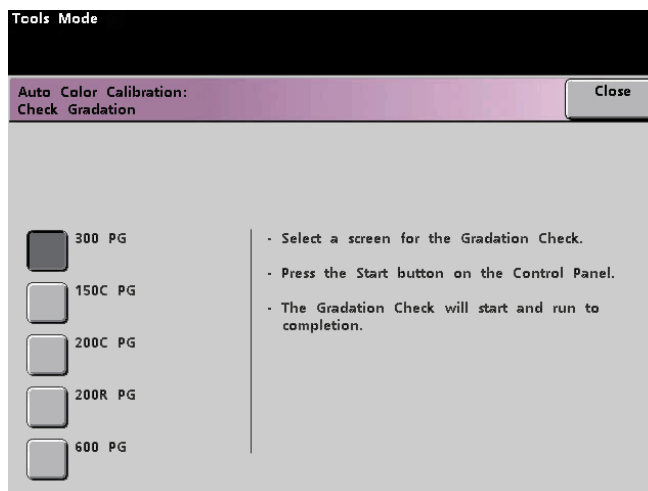 Tools Mode
Auto Color Calibration:
Check Gradation
Close
300 PG
150C PG
200C PG
200R PG
600 PG
- Select a screen for the Gradation Check.
- Press the Start button on the Control Panel.
- The Gradation Check will start and run to
completion.